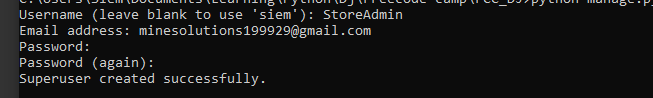 Username (leave blank to use 'siem'): StoreAdmin
Email address: minesolutions199929@gmail.com
Password:
Password (again):
Superuser created successfully.